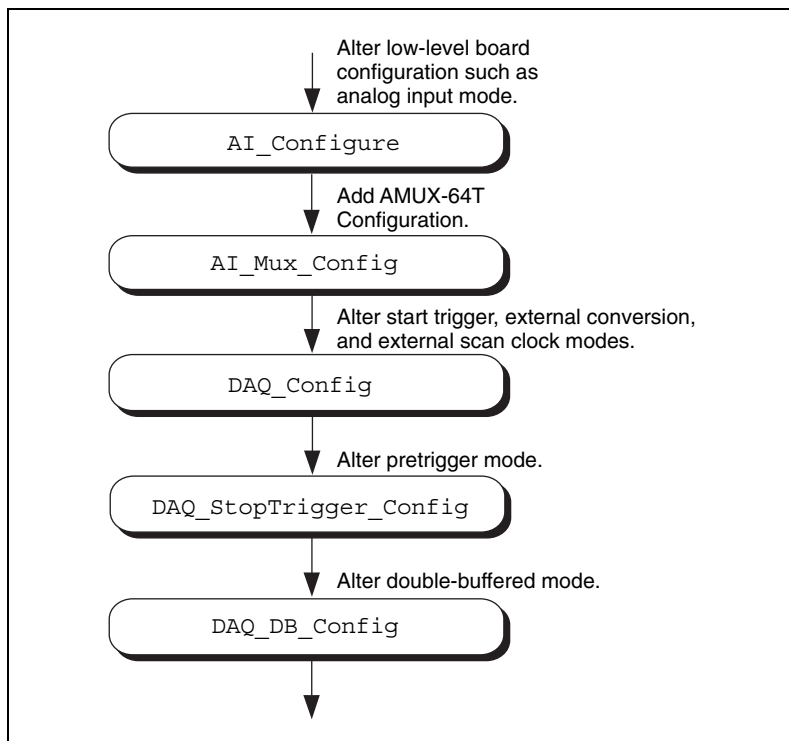 Alter low-level board
configuration such as
analog input mode.
AI_Configure
Add AMUX-64T
Configuration.
AI_Mux_Config
Alter start trigger, external conversion,
and external scan clock modes.
DAQ_Config
Alter pretrigger mode.
DAQ_StopTrigger_Config
Alter double-buffered mode.
DAQ_DB_Config